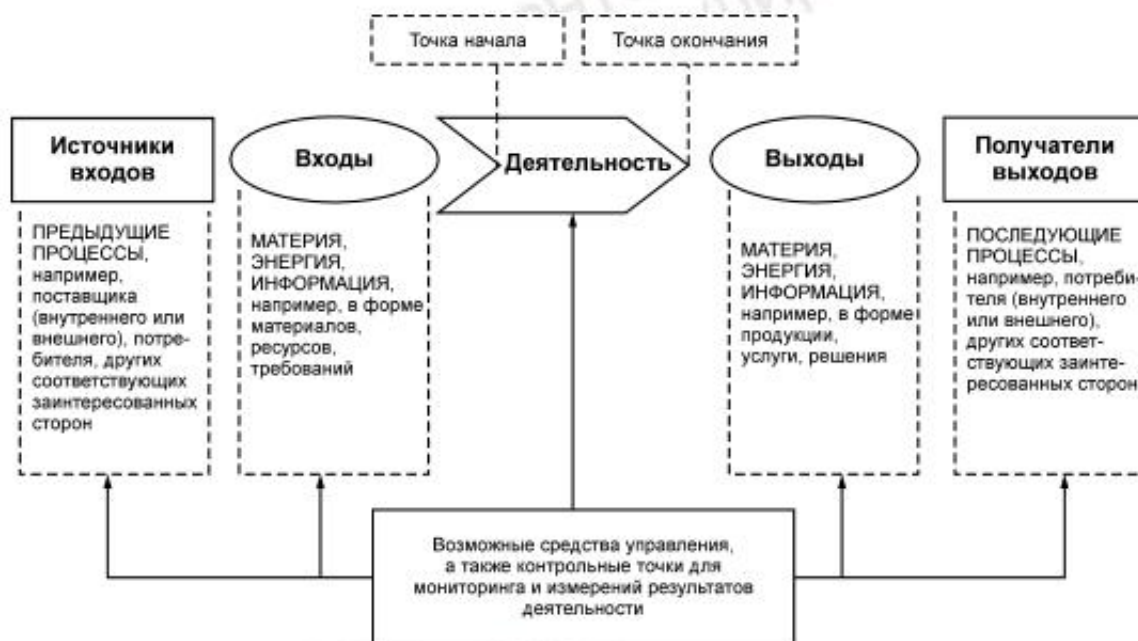 Точка начала
Точка окончания
Источники
входов
Входы
Деятельность
Выходы
Получатели
выходов
ПРЕДЫДУЩИЕ
ПРОЦЕССЫ,
например,
поставщика
(внутреннего или
внешнего), потре-
бителя, других
соответствующих
заинтересованных
сторон
МАТЕРИЯ,
ЭНЕРГИЯ,
ИНФОРМАЦИЯ,
например, в форме
материалов,
ресурсов,
требований
МАТЕРИЯ,
ЭНЕРГИЯ,
ИНФОРМАЦИЯ,
например, в форме
продукции,
услуги, решения
ПОСЛЕДУЮЩИЕ
ПРОЦЕССЫ,
например, потреби-
теля (внутреннего
или внешнего),
других соответ-
ствующих заинте-
ресованных сторон
Возможные средства управления,
а также контрольные точки для
мониторинга и измерений результатов
деятельности